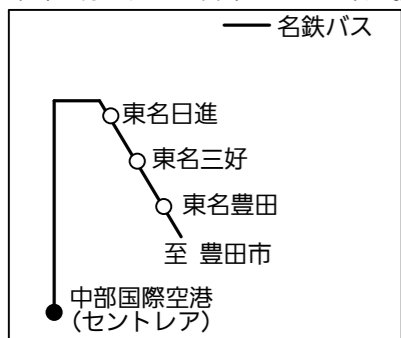 名鉄バス
東名日進
東名三好
東名豊田
至 豊田市
中部国際空港
(セントレア)